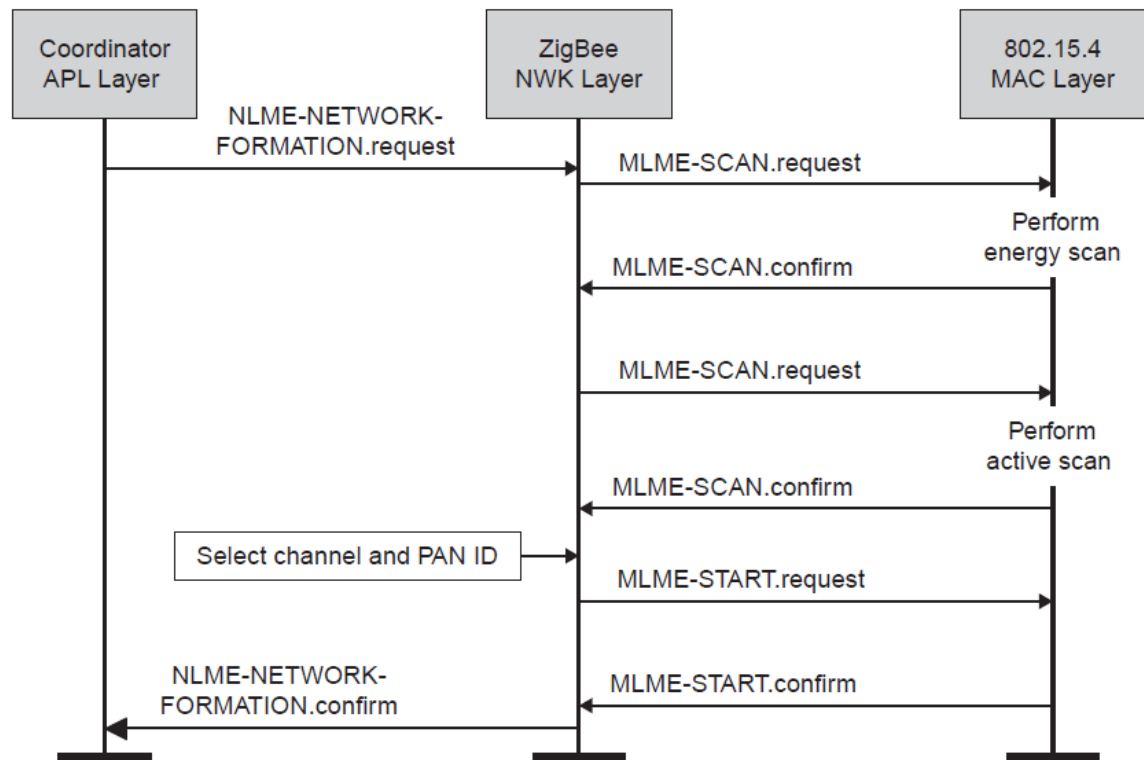 Coordinator
APL Layer
ZigBee
NWK Layer
802.15.4
MAC Layer
NLME-NETWORK-
FORMATION.request
MLME-SCAN.request
Perform
energy scan
MLME-SCAN.confirm
MLME-SCAN.request
Perform
active scan
MLME-SCAN.confirm
Select channel and PAN ID
MLME-START.request
NLME-NETWORK-
FORMATION.confirm
MLME-START.confirm